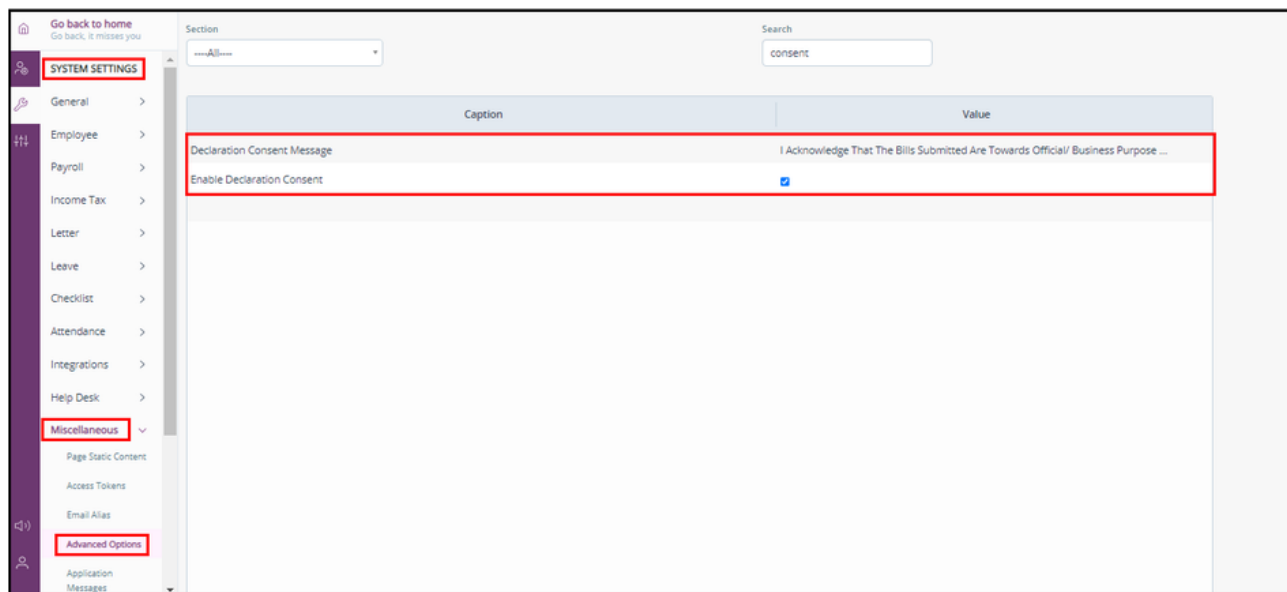 Go back to home
Go back, it misses you
SYSTEM SETTINGS
General
Employee
Payroll
Income Tax
Letter
Leave
Checklist
Attendance
Integrations
Help Desk
Miscellaneous
Page Static Content
Access Tokens
Email Alias
Advanced Options
Application
Messages
Section
----All----
Search
consent
Caption Value
Declaration Consent Message I Acknowledge That The Bills Submitted Are Towards Official/ Business Purpose ...
Enable Declaration Consent